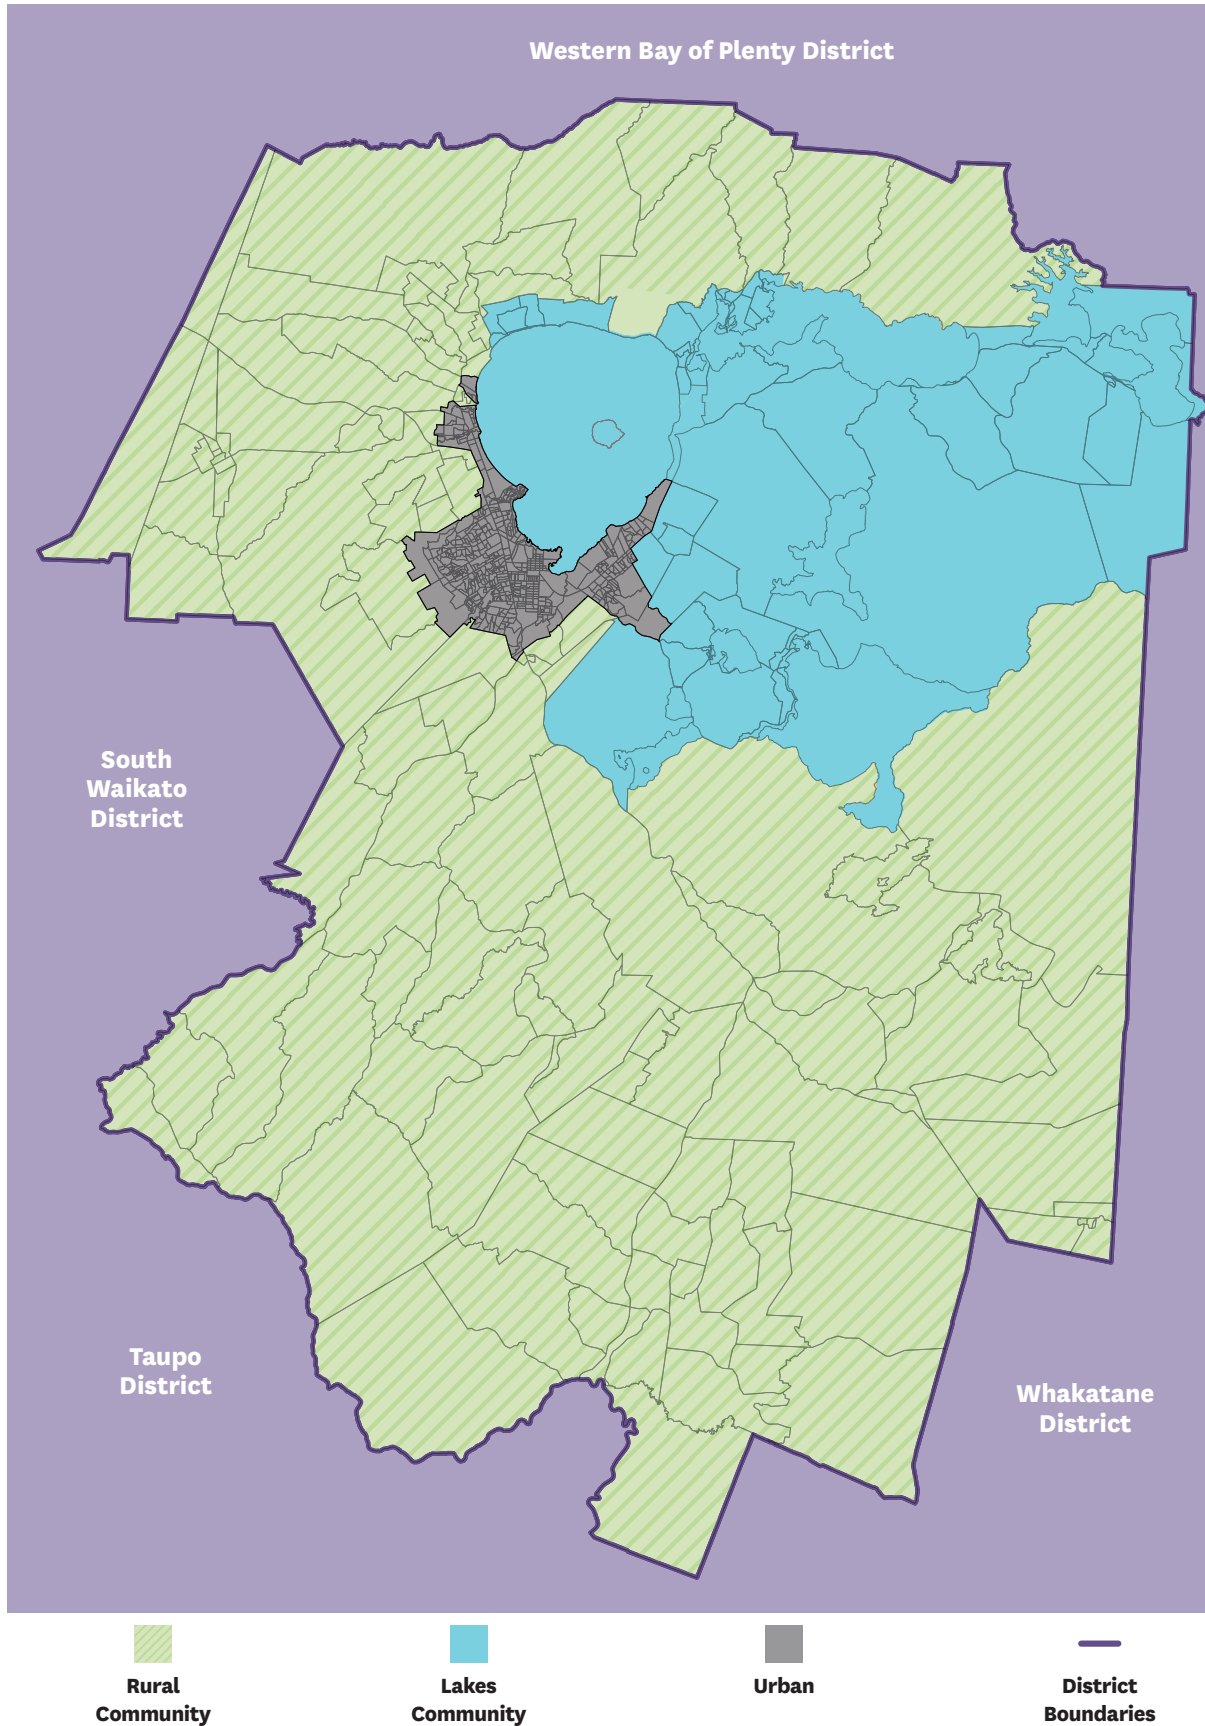 Western Bay of Plenty District
South
Waikato
District
Taupo
District
Whakatane
District
Rural
Community
Lakes
Community
Urban
District
Boundaries